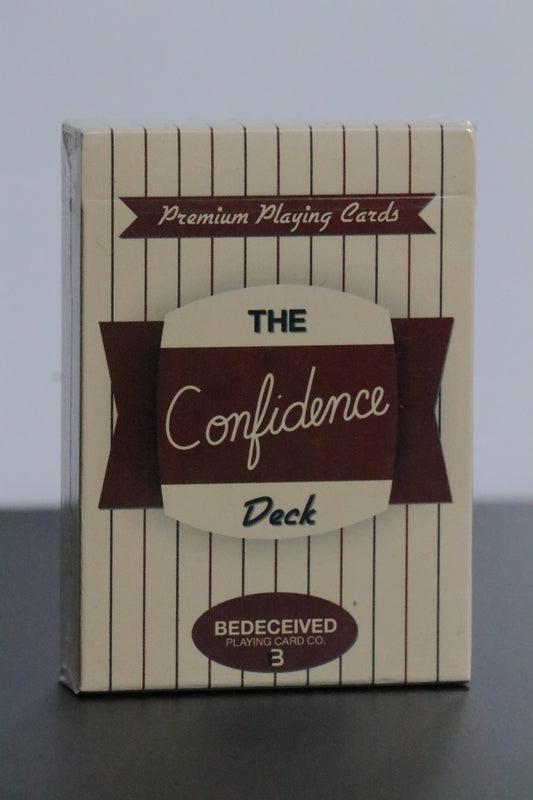 Premium Playing Cards
THE
Confidence
Deck
BEDECEIVED
PLAYING CARD CO.
3